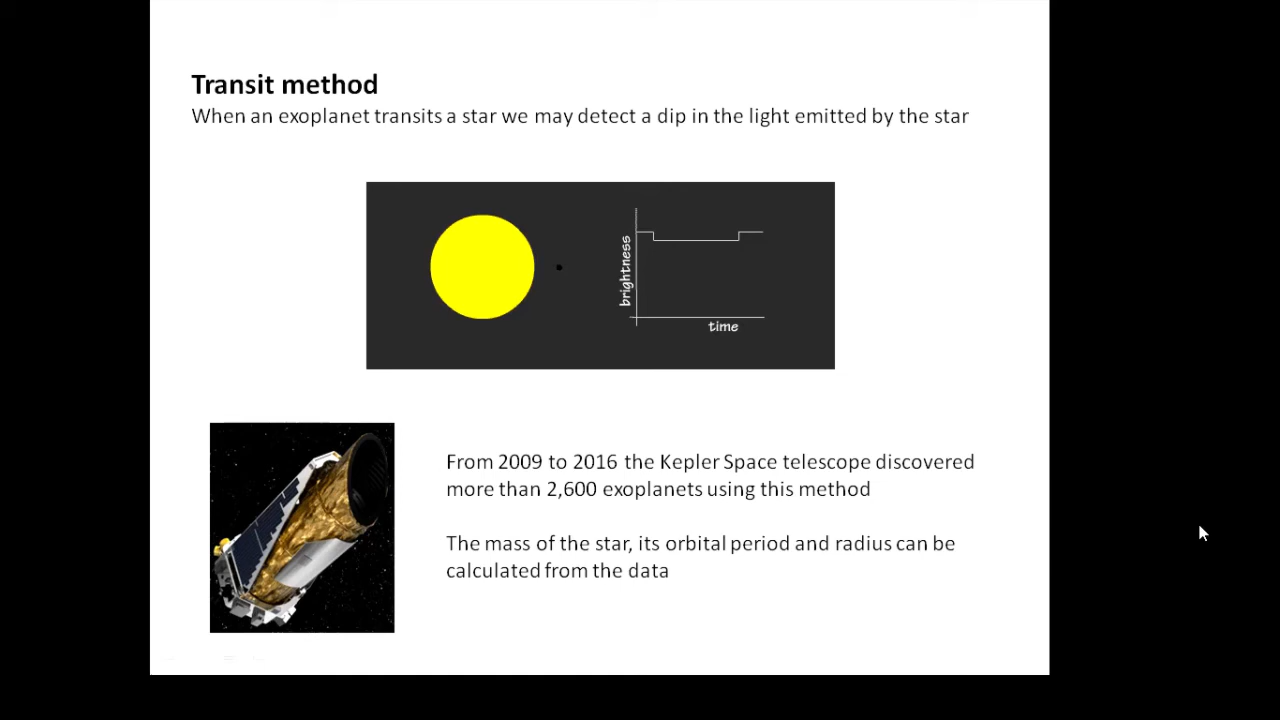 Transit method
When an exoplanet transits a star we may detect a dip in the light emitted by the star
brightness
time
From 2009 to 2016 the Kepler Space telescope discovered
more than 2,600 exoplanets using this method
The mass of the star, its orbital period and radius can be
calculated from the data